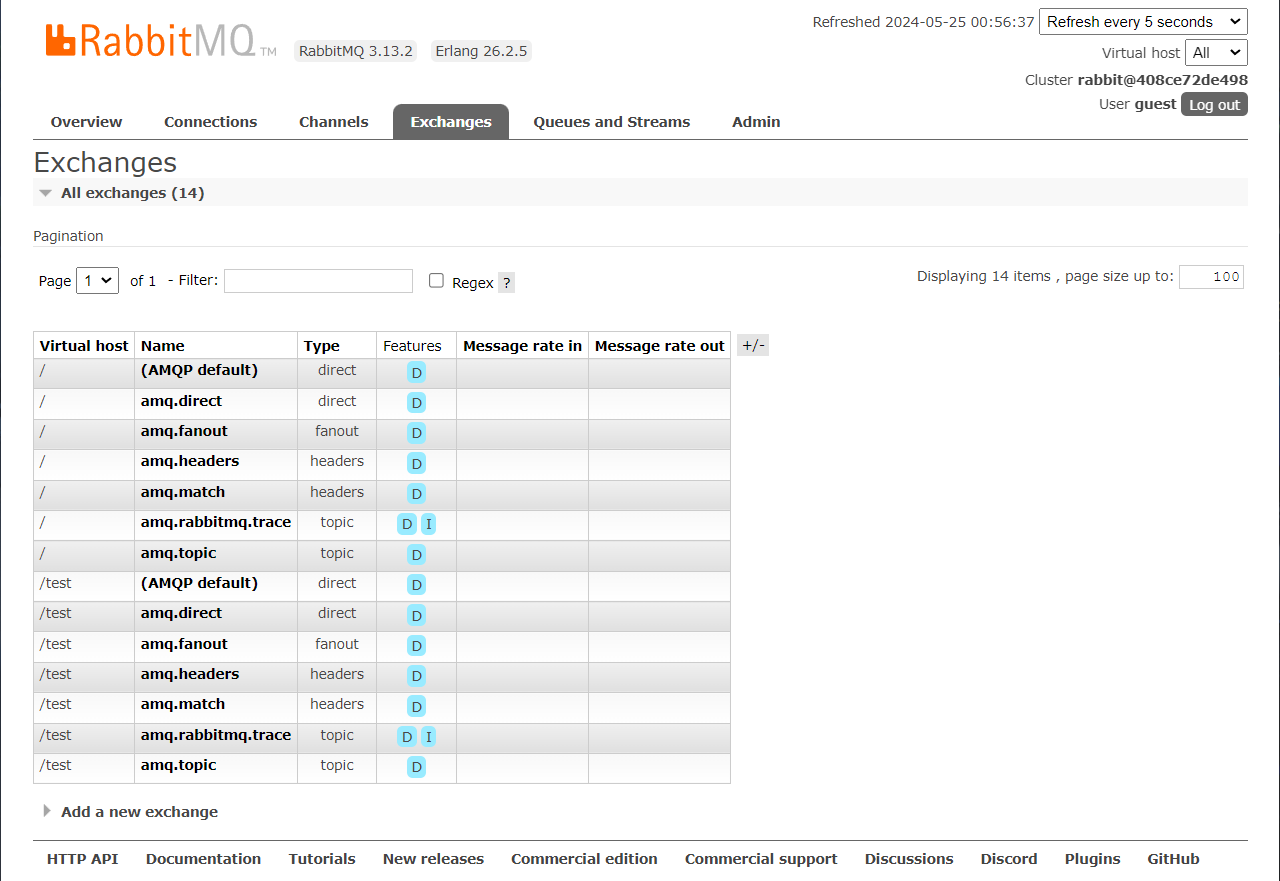 RabbitMQ TM RabbitMQ 3.13.2 Erlang 26.2.5
Refreshed 2024-05-25 00:56:37 Refresh every 5 seconds
Virtual host All
Cluster rabbit@408ce72de498
User guest Log out
Overview Connections Channels Exchanges Queues and Streams Admin
Exchanges
All exchanges (14)
Pagination
Page 1 of 1 - Filter: Regex ? Displaying 14 items , page size up to: 100
Virtual host Name Type Features Message rate in Message rate out +/-
/ (AMQP default) direct D
/ amq.direct direct D
/ amq.fanout fanout D
/ amq.headers headers D
/ amq.match headers D
/ amq.rabbitmq.trace topic D I
/ amq.topic topic D
/test (AMQP default) direct D
/test amq.direct direct D
/test amq.fanout fanout D
/test amq.headers headers D
/test amq.match headers D
/test amq.rabbitmq.trace topic D I
/test amq.topic topic D
Add a new exchange
HTTP API Documentation Tutorials New releases Commercial edition Commercial support Discussions Discord Plugins GitHub